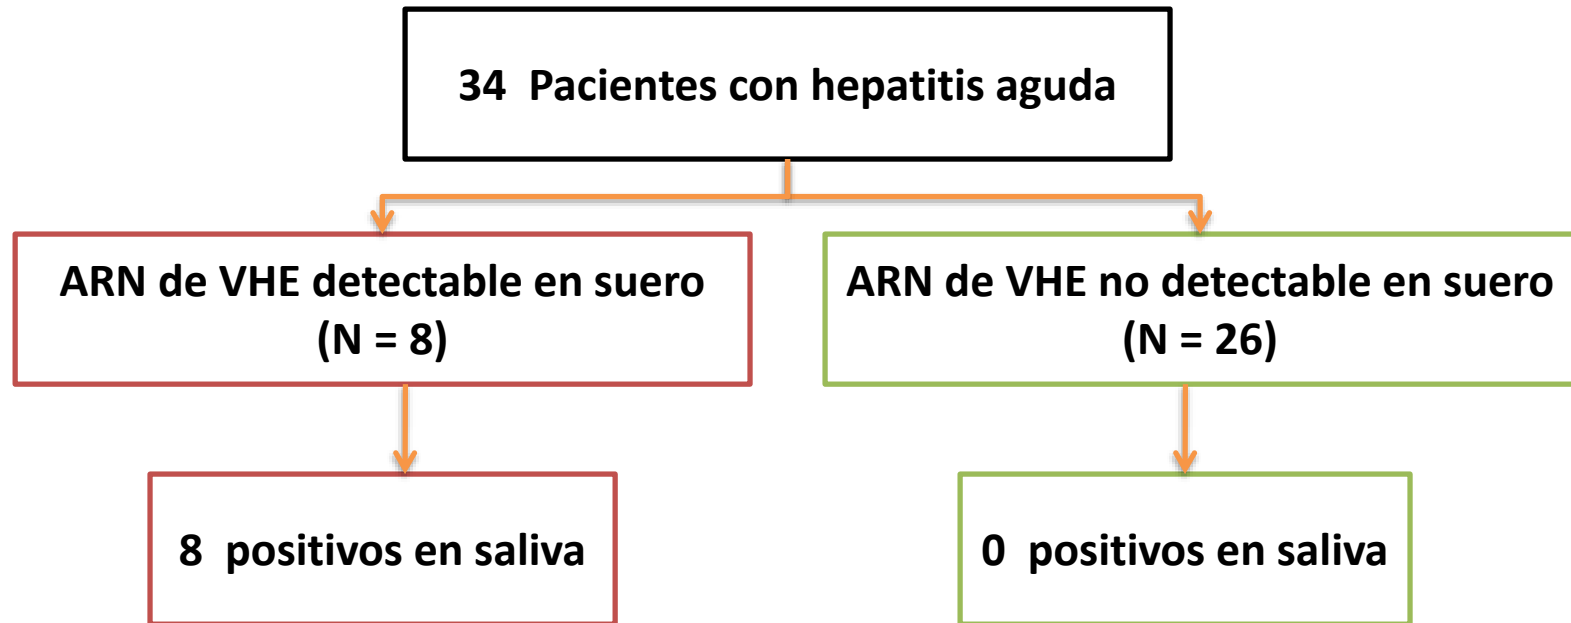 34 Pacientes con hepatitis aguda
ARN de VHE detectable en suero
(N = 8)
ARN de VHE no detectable en suero
(N = 26)
8 positivos en saliva
0 positivos en saliva